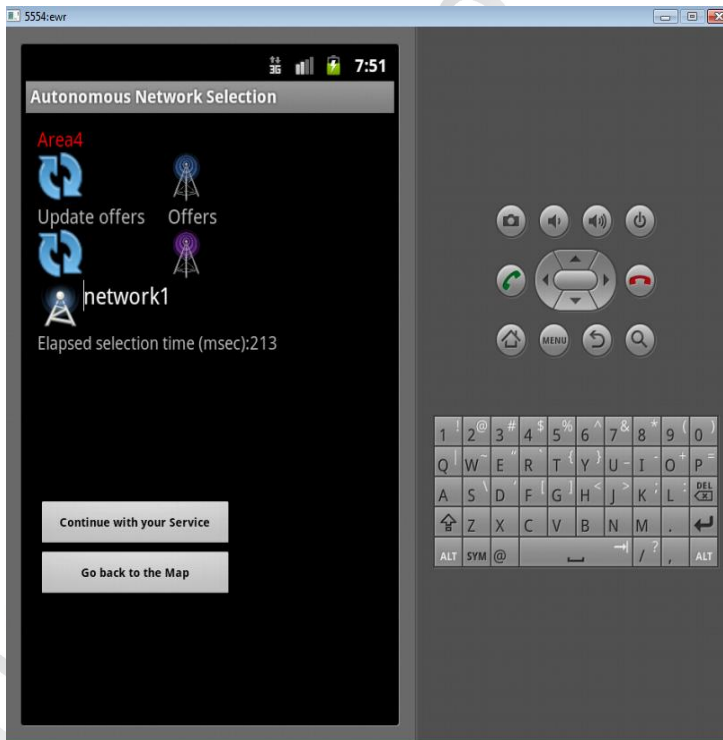 5554:ewr
3G 7:51
Autonomous Network Selection
Area4
Update offers Offers
network1
Elapsed selection time (msec):213
Continue with your Service
Go back to the Map
MENU
1 ! 2 @ 3 # 4 $ 5 % 6 ^ 7 & 8 * 9 ( 0 )
Q | W ~ E " R ` T { Y } U - I - O + P =
A S \ D ' F [ G ] H < J > K ; L : DEL
Z X C V B N M .
ALT SYM @ / ? , ALT